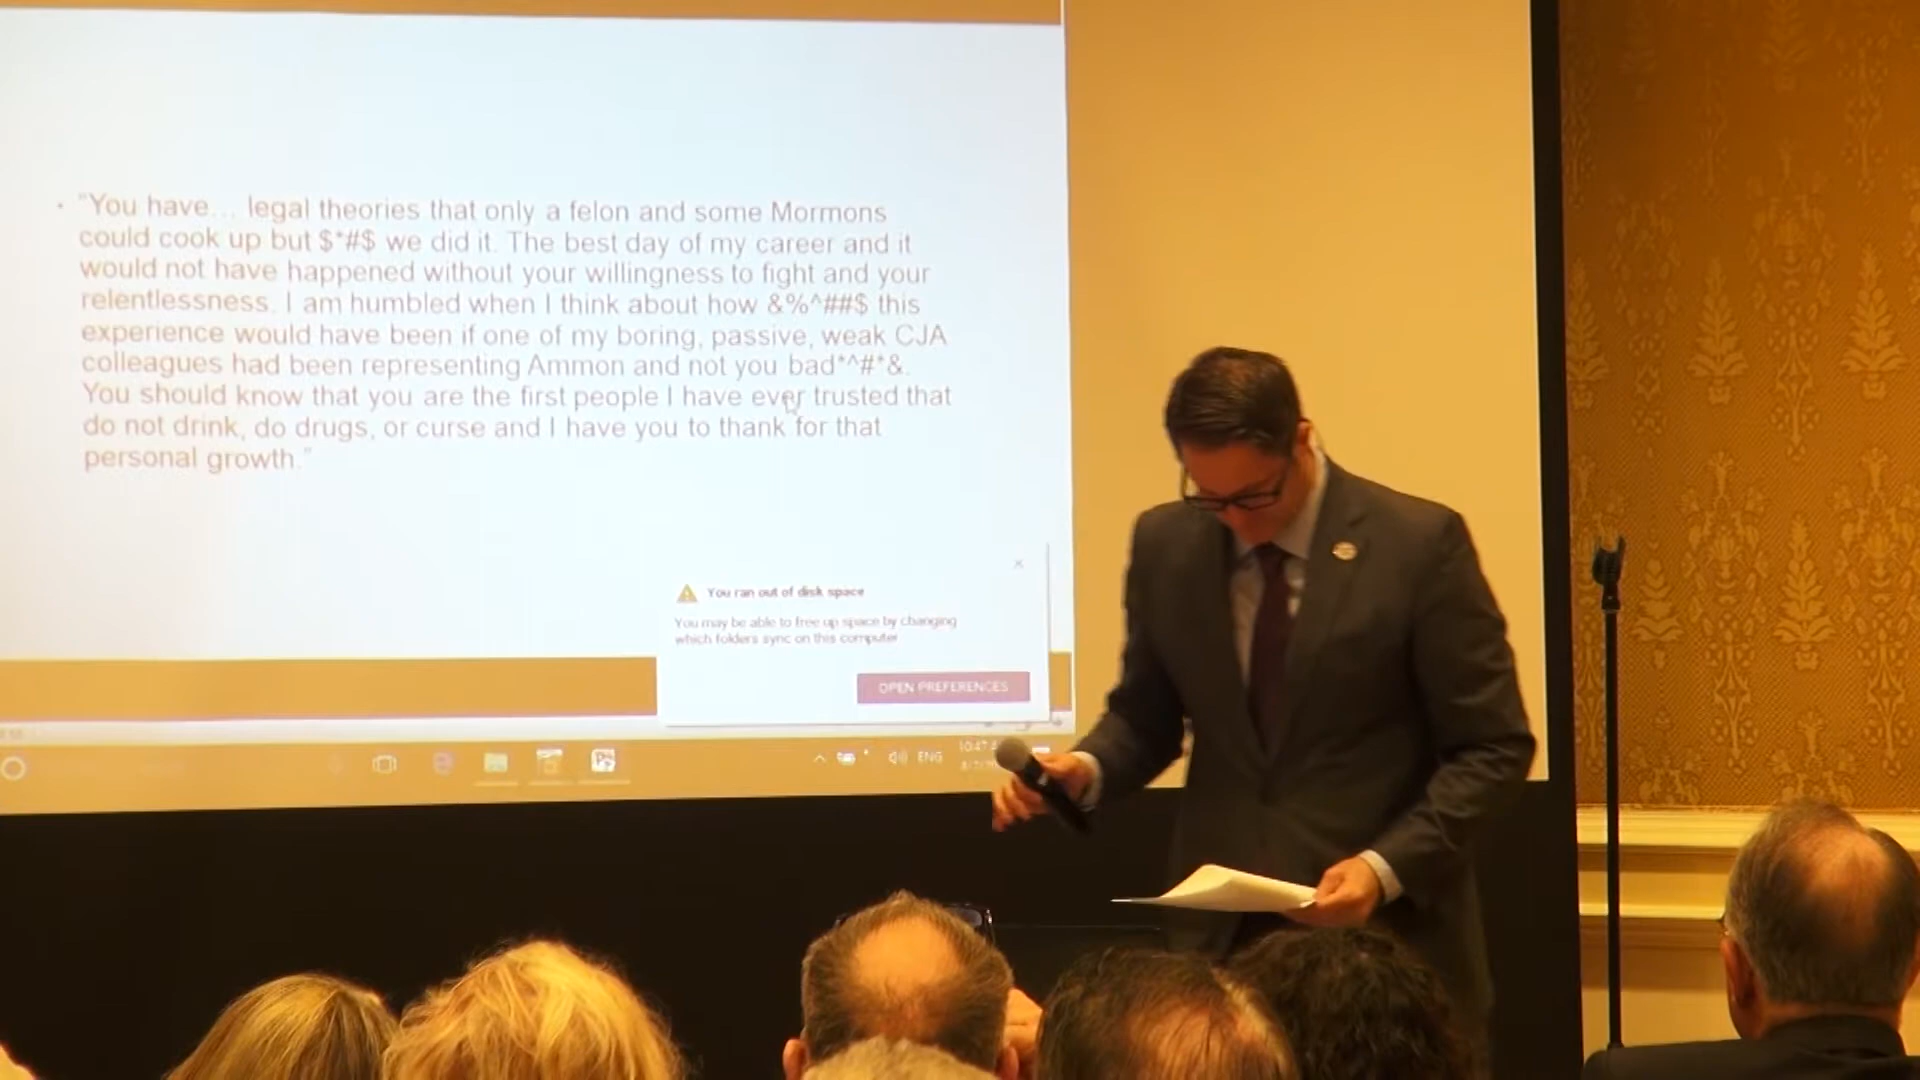 "You have... legal theories that only a felon and some Mormons
could cook up but $*#$ we did it. The best day of my career and it
would not have happened without your willingness to fight and your
relentlessness. I am humbled when I think about how &%^##$ this
experience would have been if one of my boring, passive, weak CJA
colleagues had been representing Ammon and not you bad*^#*&.
You should know that you are the first people I have ever trusted that
do not drink, do drugs, or curse and I have you to thank for that
personal growth."
You ran out of disk space
You may be able to free up space by changing
which folders sync on this computer
OPEN PREFERENCES
ENG
10:47